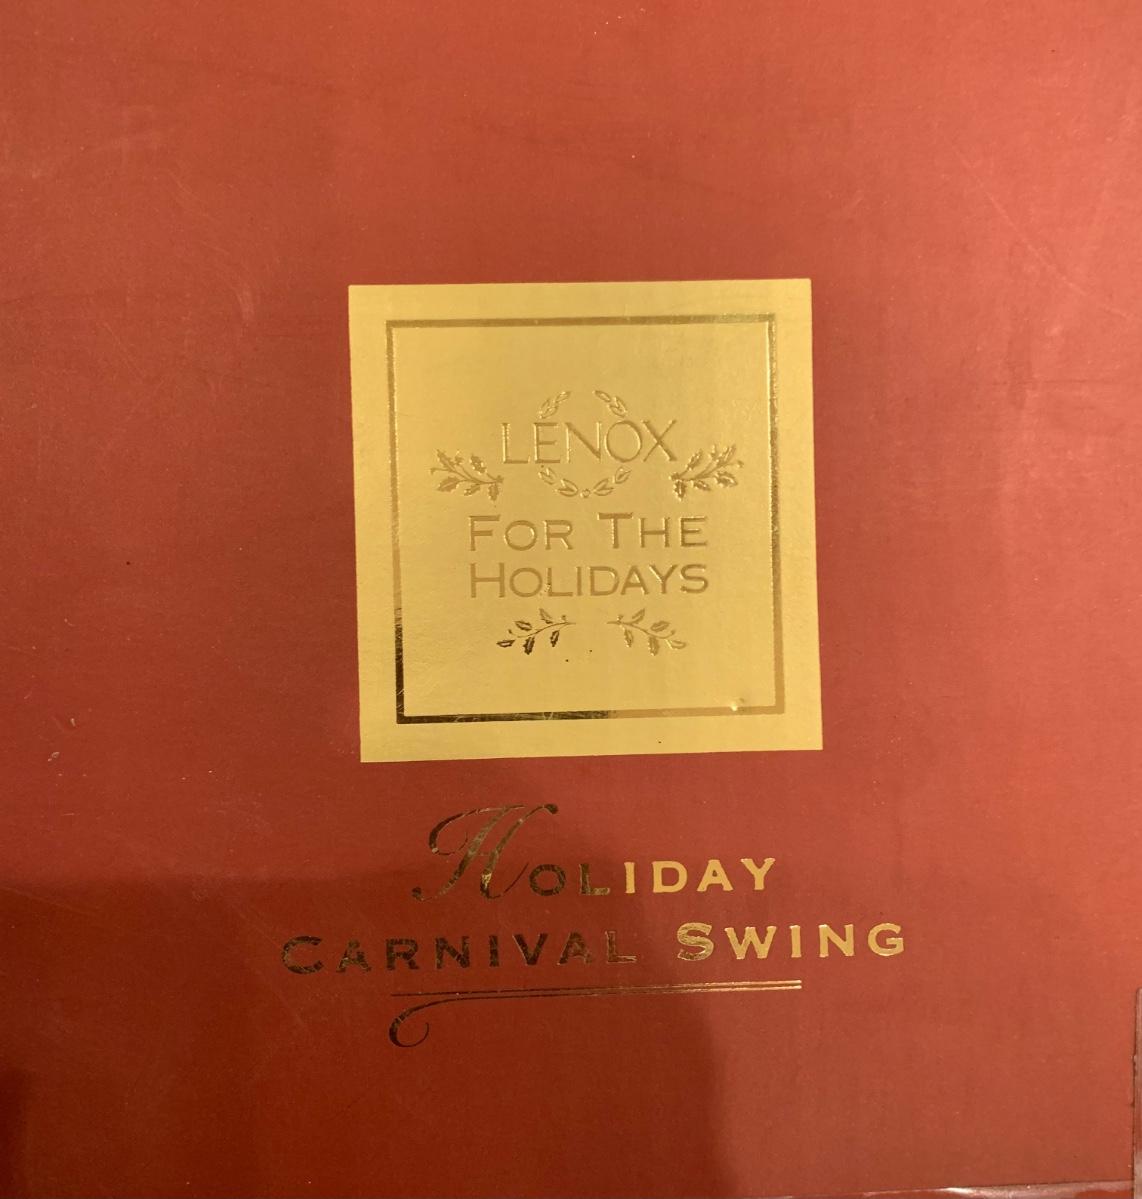 LENOX
FOR THE
HOLIDAYS
HOLIDAY
CARNIVAL SWING